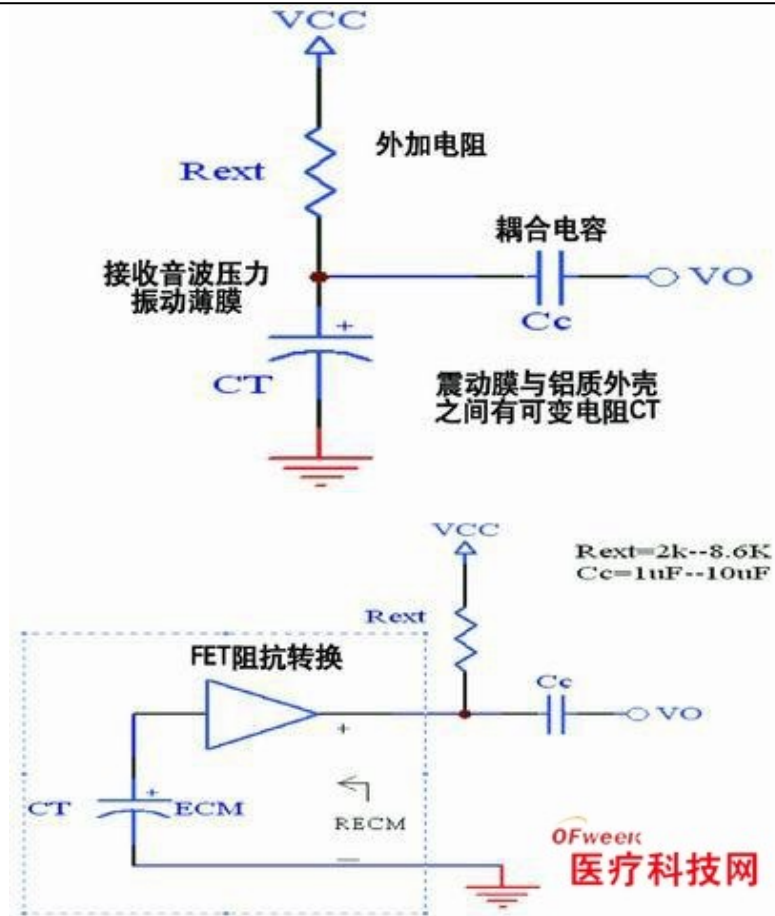 VCC
外加电阻
Rext
耦合电容
接收音波压力
振动薄膜
VO
Cc
+
CT
震动膜与铝质外壳
之间有可变电阻CT
VCC
Rext=2k--8.6K
Cc=1uF--10uF
Rext
FET阻抗转换
Cc
VO
+
+
CT
ECM
RECM
—
OFweek
医疗科技网